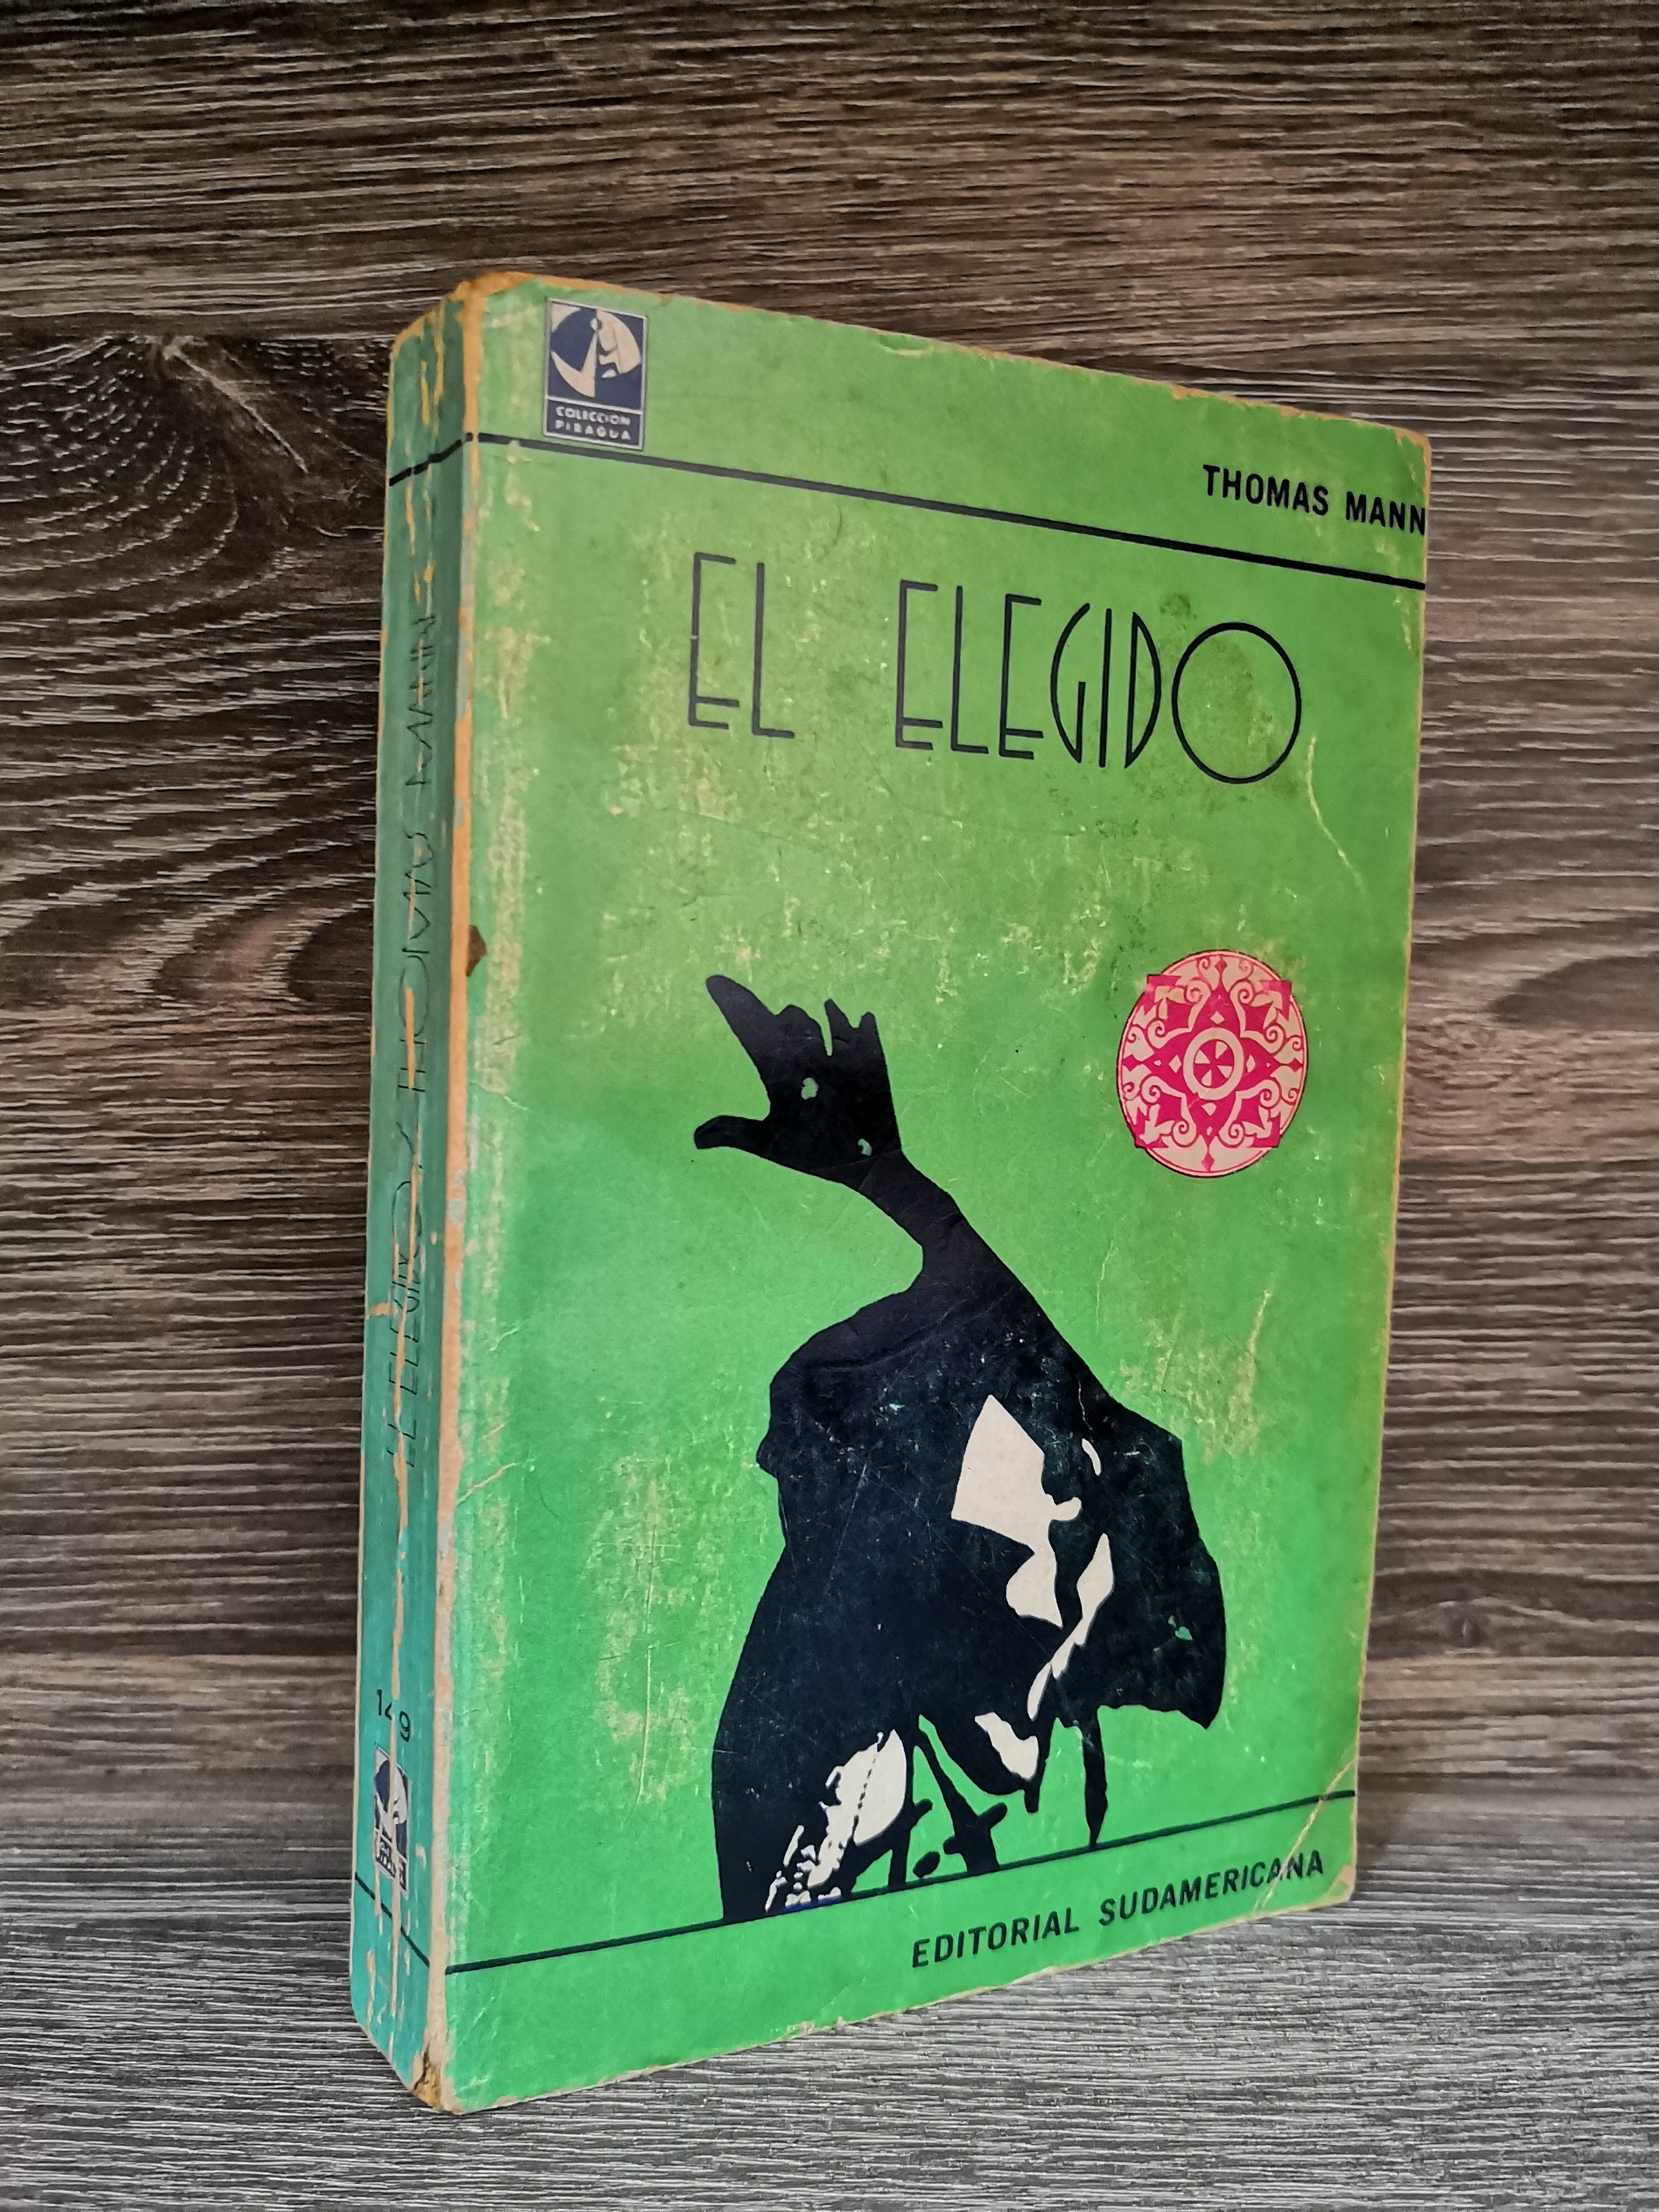 COLECCION
PIRAGUA
THOMAS MANN
EL ELEGIDO
EDITORIAL SUDAMERICANA
EL ELEGIDO / THOMAS MANN
149